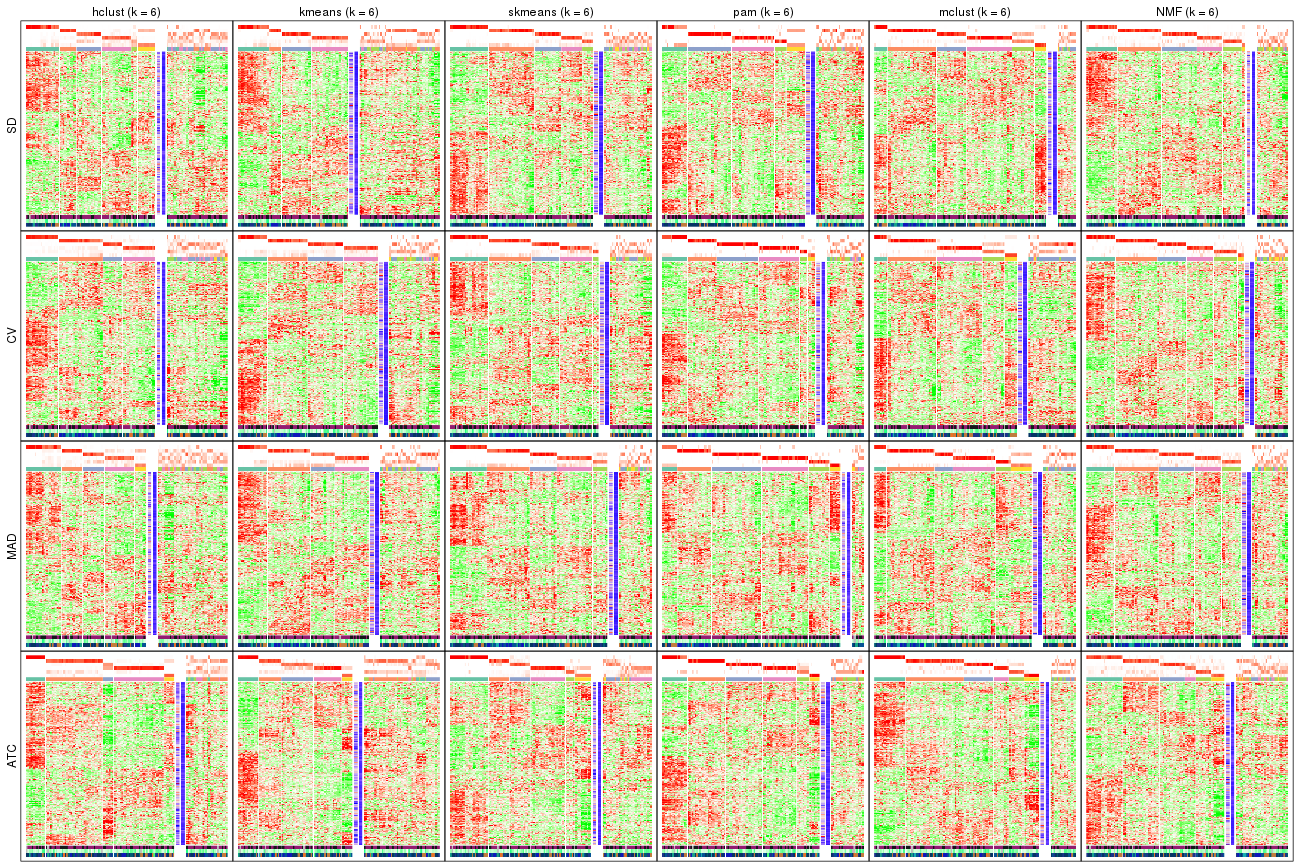 hclust (k = 6)
kmeans (k = 6)
skmeans (k = 6)
pam (k = 6)
mclust (k = 6)
NMF (k = 6)
SD
CV
MAD
ATC